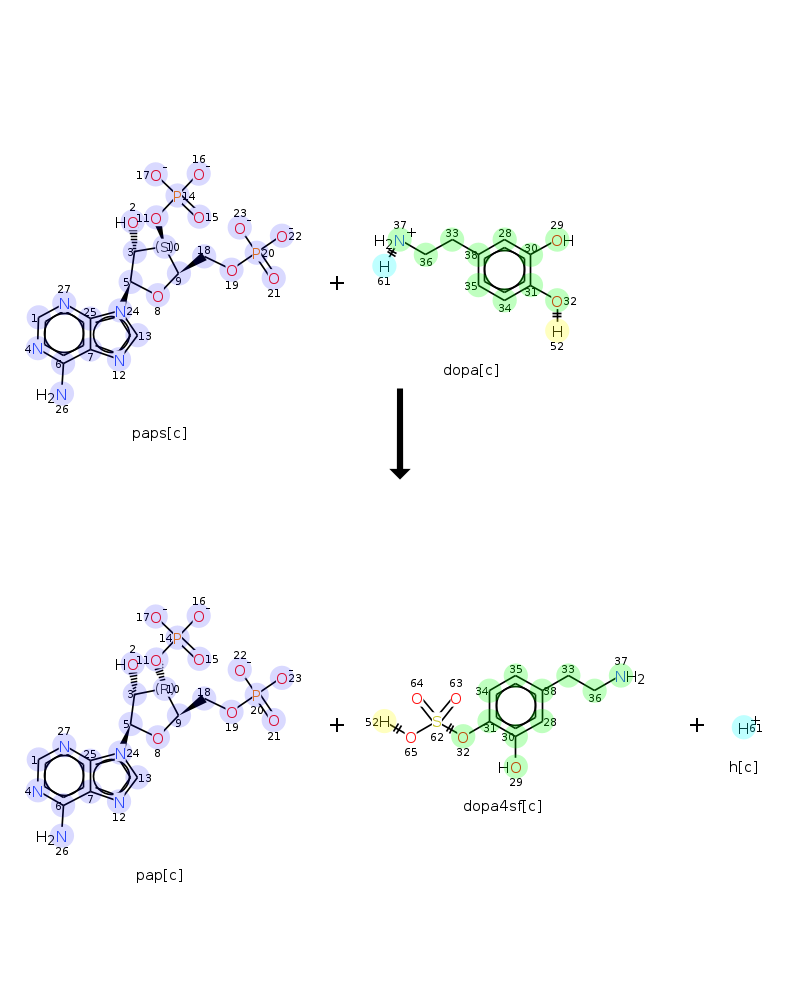 16
17 O - O -
2 P 14
HO 11 O O 15
23
O - 18 O - 22
3 (S) 10 P 20
5 9 O O
19 21
O
8
27
N 25 N 24
1 13
4 N 6 7 N
12
H2N
26
+
37
H2N + 33 28 29
OH
H 36 38 30
61
35 31 O 32
34
H
52
dopa[c]
paps[c]
16
17 O - O -
2 14 P
HO 11 O O 15
22
O - 18 O - 23
3 (R) 10 P
5 9 O 20 O
19 21
O
8
27
N 25 N 24
1 13
4 N 6 7 N
12
H2N
26
+
35 33 37
NH2
64 63 34 38 36
O O
52 H S 31 28
O 62 O 30
65 32
HO
29
dopa4sf[c]
+
H + 61
h[c]
pap[c]